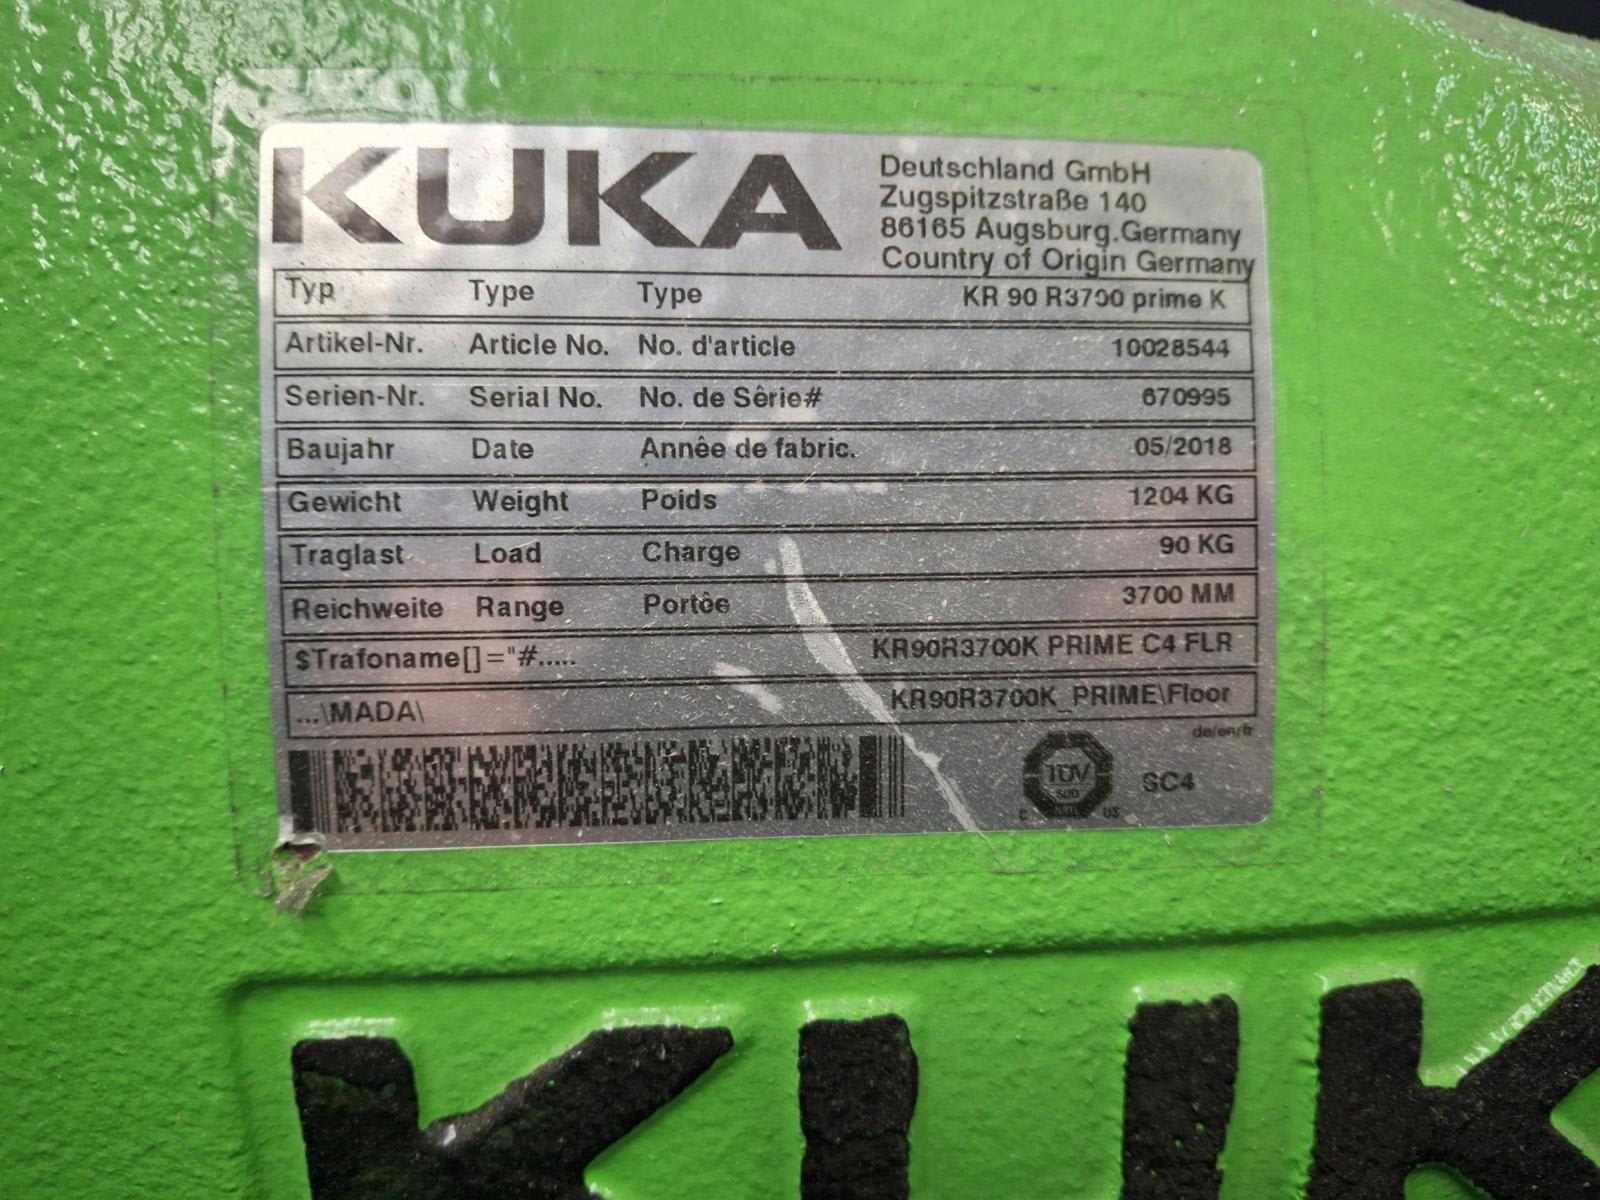 KUKA
Deutschland GmbH
Zugspitzstraße 140
86165 Augsburg.Germany
Country of Origin Germany
Typ Type Type KR 90 R3700 prime K
Artikel-Nr. Article No. No. d'article 10028544
Serien-Nr. Serial No. No. de Sêrie# 670995
Baujahr Date Annêe de fabric. 05/2018
Gewicht Weight Poids 1204 KG
Traglast Load Charge 90 KG
Reichweite Range Portêe 3700 MM
$Trafoname[]="#..... KR90R3700K PRIME C4 FLR
...\MADA\ KR90R3700K_PRIME\Floor
de/en/fr
TÜV
SÜD
NRTL
C US
SC4
KUK